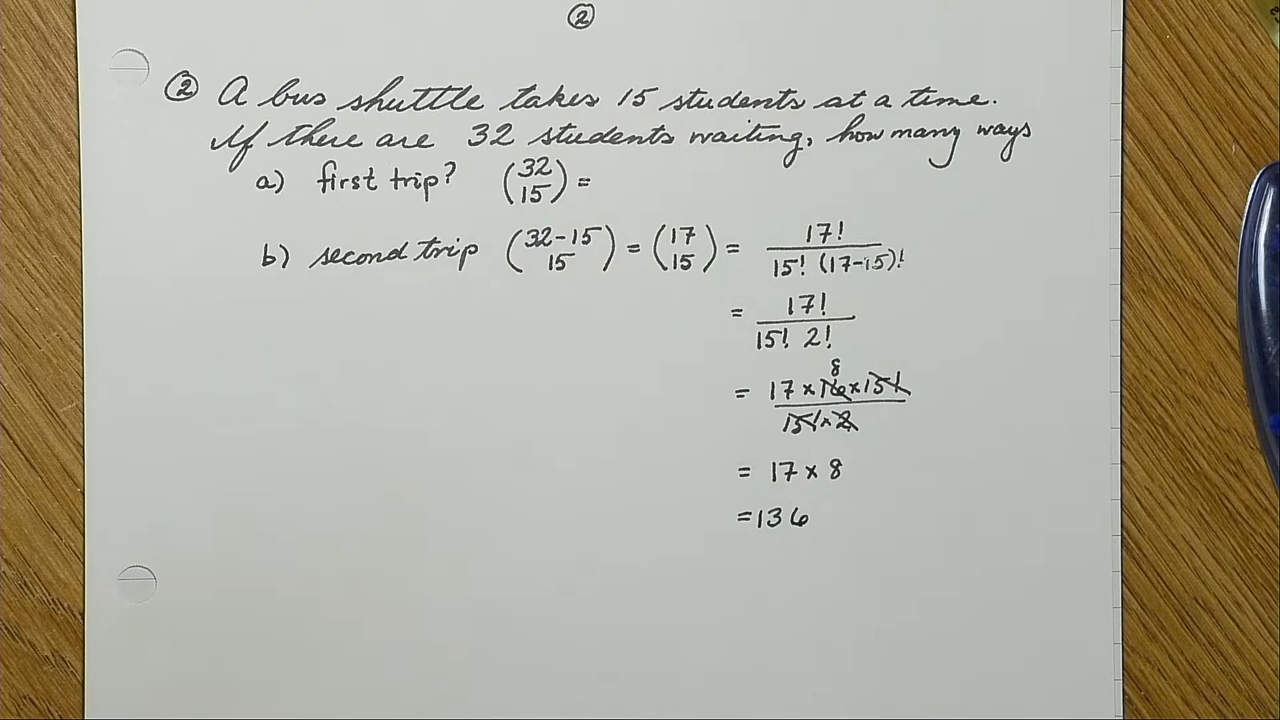 ②
② A bus shuttle takes 15 students at a time.
If there are 32 students waiting, how many ways
a) first trip? (32 15) =
b) second trip (32-15 15) = (17 15) = 17! / 15! (17-15)!
= 17! / 15! 2!
8
= 17 × 16 × 15! / 15! × 2
= 17 × 8
= 136